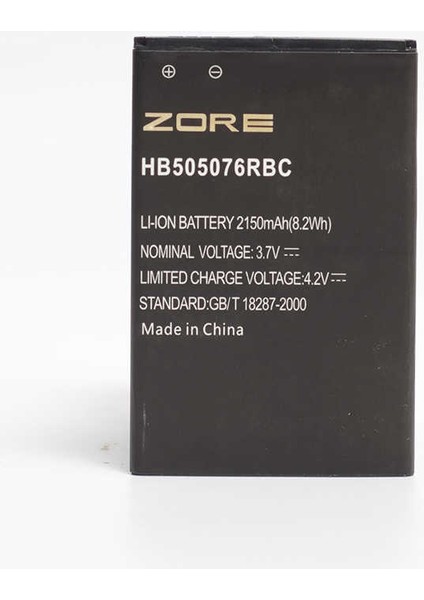 ⊕ ⊖
ZORE
HB505076RBC
LI-ION BATTERY 2150mAh(8.2Wh)
NOMINAL VOLTAGE: 3.7V ⎓
LIMITED CHARGE VOLTAGE:4.2V ⎓
STANDARD:GB/T 18287-2000
Made in China